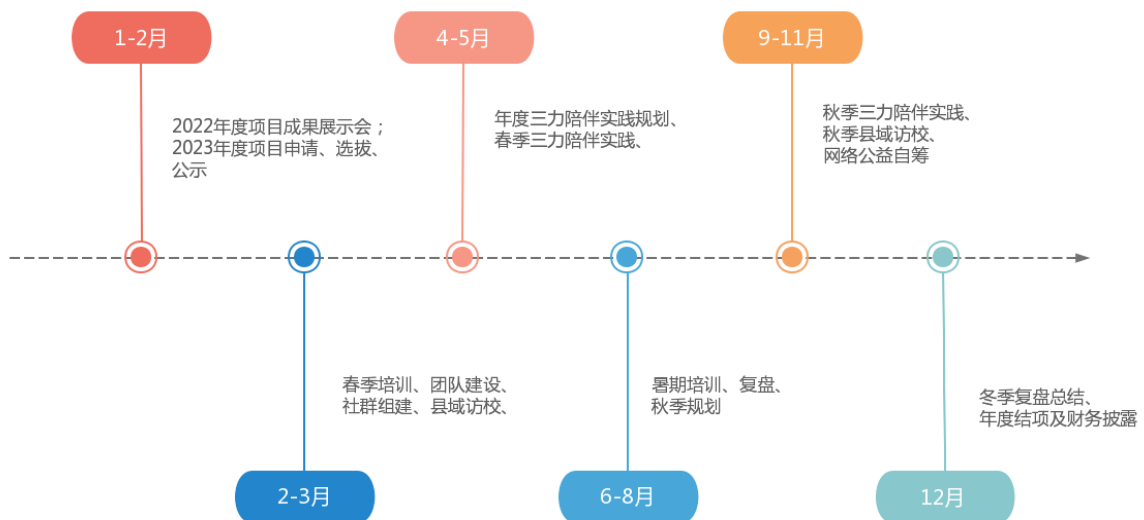 1-2月
2022年度项目成果展示会；
2023年度项目申请、选拔、
公示
春季培训、团队建设、
社群组建、县域访校、
2-3月
4-5月
年度三力陪伴实践规划、
春季三力陪伴实践、
暑期培训、复盘、
秋季规划
6-8月
9-11月
秋季三力陪伴实践、
秋季县域访校、
网络公益自筹
冬季复盘总结、
年度结项及财务披露
12月